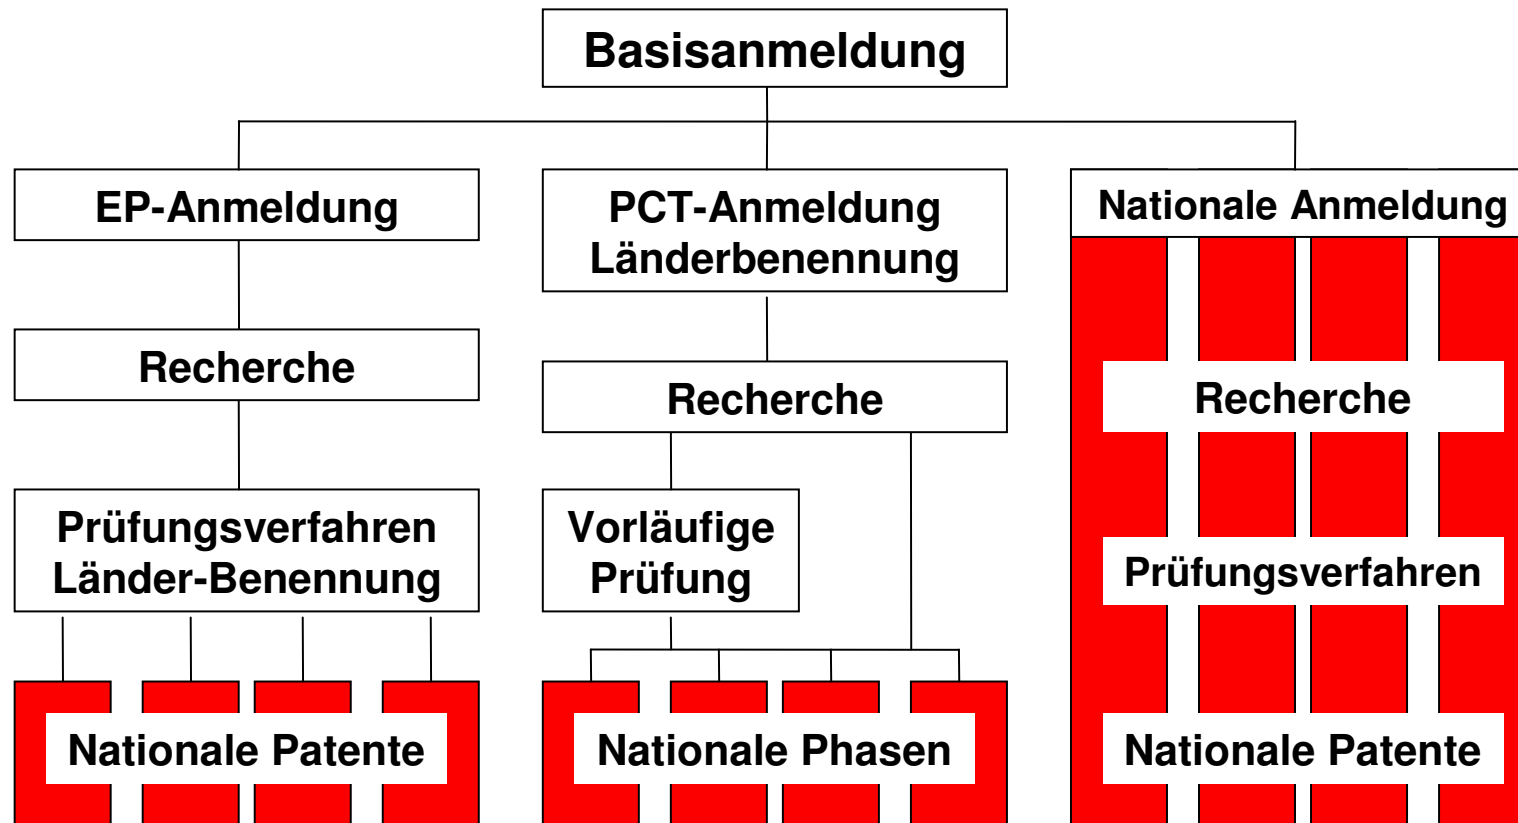 Basisanmeldung
EP-Anmeldung
Recherche
Prüfungsverfahren
Länder-Benennung
Nationale Patente
PCT-Anmeldung
Länderbenennung
Recherche
Vorläufige
Prüfung
Nationale Phasen
Nationale Anmeldung
Recherche
Prüfungsverfahren
Nationale Patente